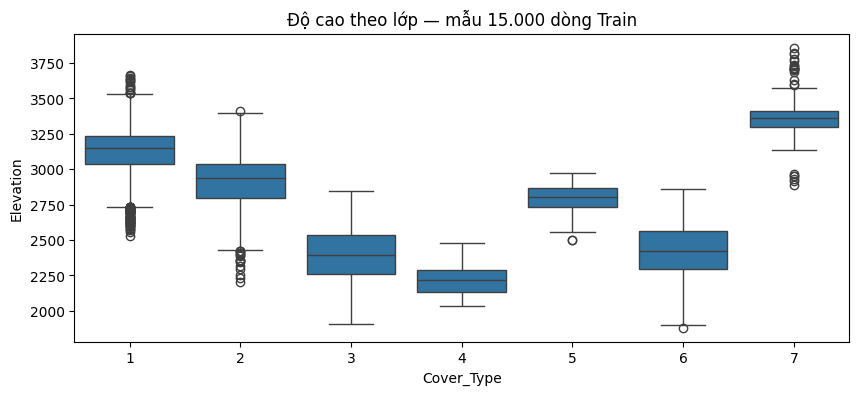 Độ cao theo lớp — mẫu 15.000 dòng Train
Elevation
3750
3500
3250
3000
2750
2500
2250
2000
1 2 3 4 5 6 7
Cover_Type